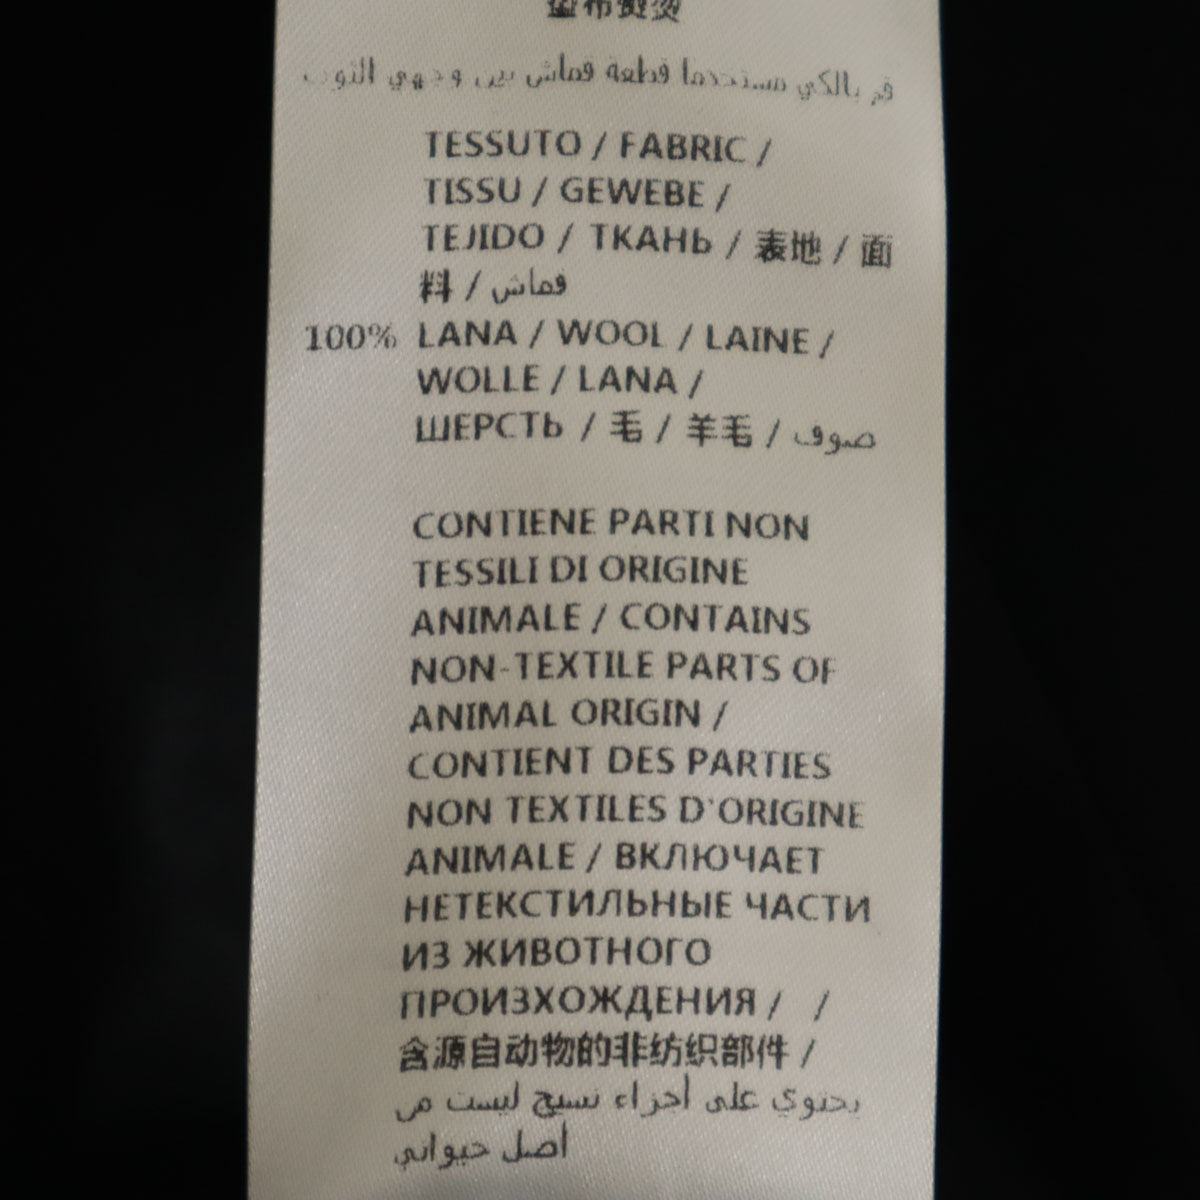 垫布熨烫
قم بالكي مستخدما قطعة قماش بين وجهي الثوب
TESSUTO / FABRIC /
TISSU / GEWEBE /
TEJIDO / ТКАНЬ / 表地 / 面
料 / قماش
100% LANA / WOOL / LAINE /
WOLLE / LANA /
ШЕРСТЬ / 毛 / 羊毛 / صوف
CONTIENE PARTI NON
TESSILI DI ORIGINE
ANIMALE / CONTAINS
NON-TEXTILE PARTS OF
ANIMAL ORIGIN /
CONTIENT DES PARTIES
NON TEXTILES D'ORIGINE
ANIMALE / ВКЛЮЧАЕТ
НЕТЕКСТИЛЬНЫЕ ЧАСТИ
ИЗ ЖИВОТНОГО
ПРОИЗХОЖДЕНИЯ / /
含源自动物的非纺织部件 /
يحتوي على أجزاء نسيج ليست من
أصل حيواني